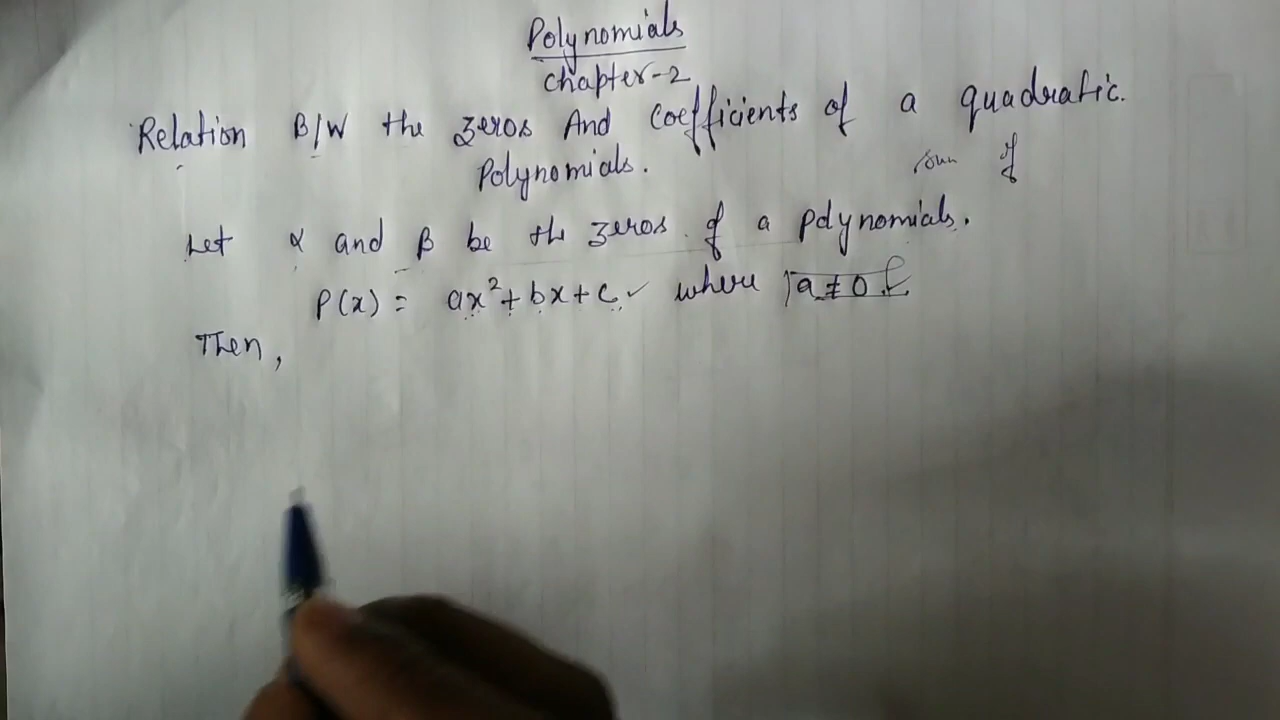 Polynomials
chapter-2
Relation B/W the zeros And Coefficients of a quadratic.
Polynomials.
of
Let α and β be the zeros of a polynomials.
P(x) = ax²+bx+c ✓ where a ≠ 0
Then,